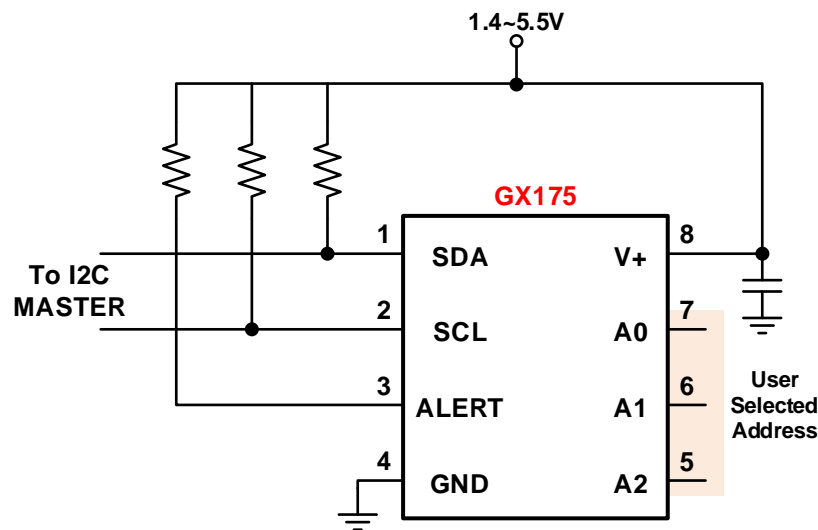 1.4~5.5V
GX175
1
SDA
V+
8
To I2C
MASTER
2
SCL
A0
7
3
ALERT
A1
6
User
Selected
Address
4
GND
A2
5